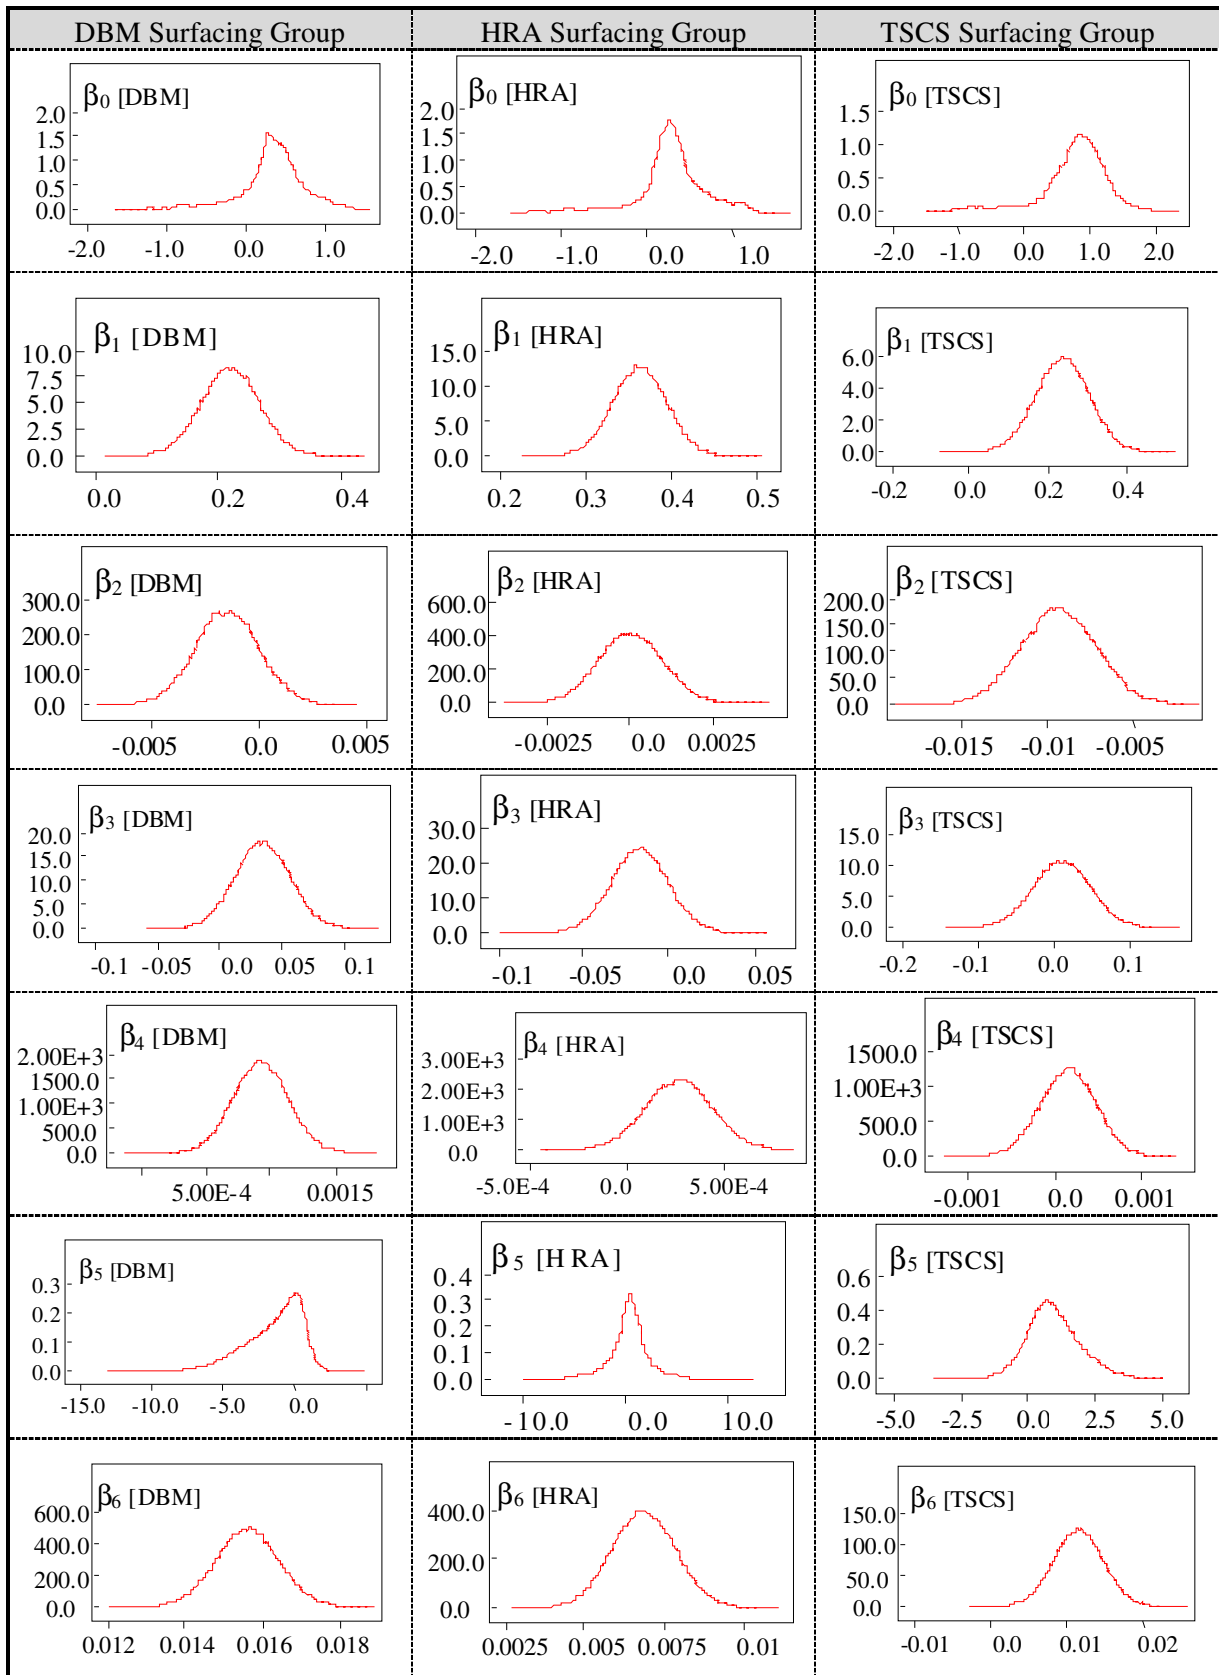 DBM Surfacing Group HRA Surfacing Group TSCS Surfacing Group
β0 [DBM]
2.0
1.5
1.0
0.5
0.0
-2.0 -1.0 0.0 1.0
β0 [HRA]
2.0
1.5
1.0
0.5
0.0
-2.0 -1.0 0.0 1.0
β0 [TSCS]
1.5
1.0
0.5
0.0
-2.0 -1.0 0.0 1.0 2.0
β1 [DBM]
10.0
7.5
5.0
2.5
0.0
0.0 0.2 0.4
β1 [HRA]
15.0
10.0
5.0
0.0
0.2 0.3 0.4 0.5
β1 [TSCS]
6.0
4.0
2.0
0.0
-0.2 0.0 0.2 0.4
β2 [DBM]
300.0
200.0
100.0
0.0
-0.005 0.0 0.005
β2 [HRA]
600.0
400.0
200.0
0.0
-0.0025 0.0 0.0025
β2 [TSCS]
200.0
150.0
100.0
50.0
0.0
-0.015 -0.01 -0.005
β3 [DBM]
20.0
15.0
10.0
5.0
0.0
-0.1 -0.05 0.0 0.05 0.1
β3 [HRA]
30.0
20.0
10.0
0.0
-0.1 -0.05 0.0 0.05
β3 [TSCS]
15.0
10.0
5.0
0.0
-0.2 -0.1 0.0 0.1
β4 [DBM]
2.00E+3
1500.0
1.00E+3
500.0
0.0
5.00E-4 0.0015
β4 [HRA]
3.00E+3
2.00E+3
1.00E+3
0.0
-5.0E-4 0.0 5.00E-4
β4 [TSCS]
1500.0
1.00E+3
500.0
0.0
-0.001 0.0 0.001
β5 [DBM]
0.3
0.2
0.1
0.0
-15.0 -10.0 -5.0 0.0
β5 [HRA]
0.4
0.3
0.2
0.1
0.0
-10.0 0.0 10.0
β5 [TSCS]
0.6
0.4
0.2
0.0
-5.0 -2.5 0.0 2.5 5.0
β6 [DBM]
600.0
400.0
200.0
0.0
0.012 0.014 0.016 0.018
β6 [HRA]
400.0
200.0
0.0
0.0025 0.005 0.0075 0.01
β6 [TSCS]
150.0
100.0
50.0
0.0
-0.01 0.0 0.01 0.02